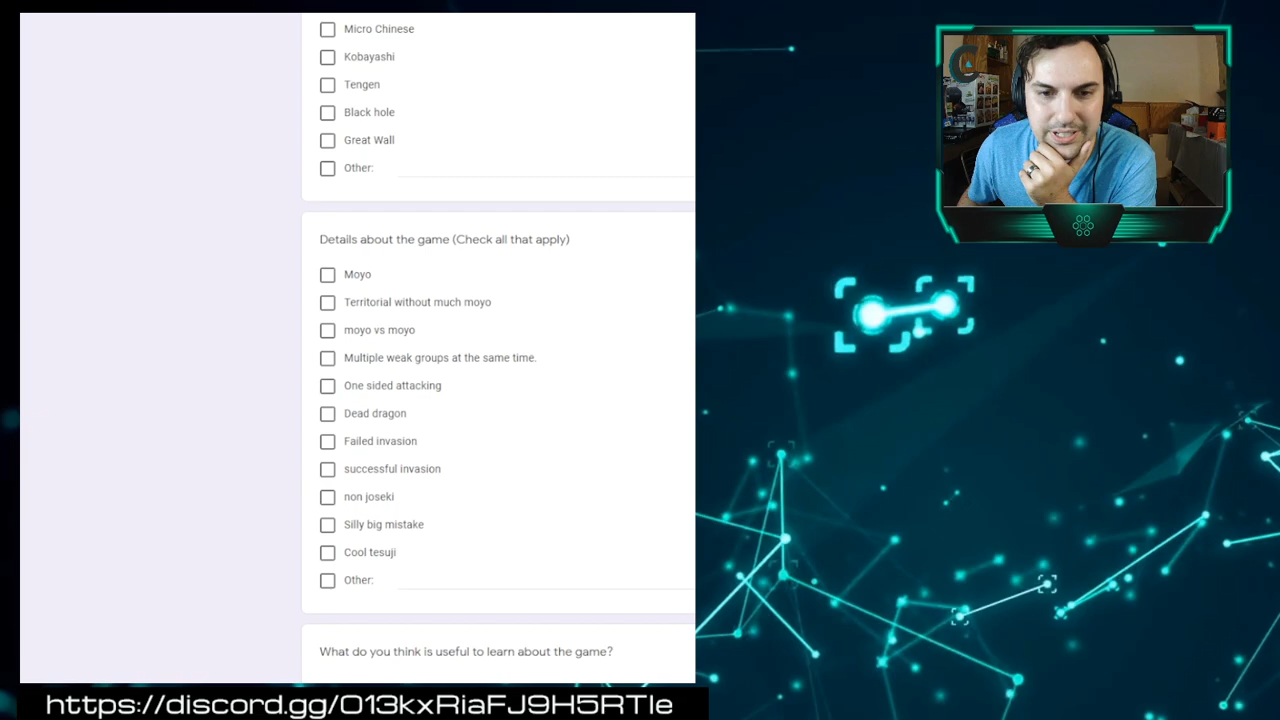 Micro Chinese
Kobayashi
Tengen
Black hole
Great Wall
Other:
Details about the game (Check all that apply)
Moyo
Territorial without much moyo
moyo vs moyo
Multiple weak groups at the same time.
One sided attacking
Dead dragon
Failed invasion
successful invasion
non joseki
Silly big mistake
Cool tesuji
Other:
What do you think is useful to learn about the game?
https://discord.gg/013kxRiaFJ9H5RTle